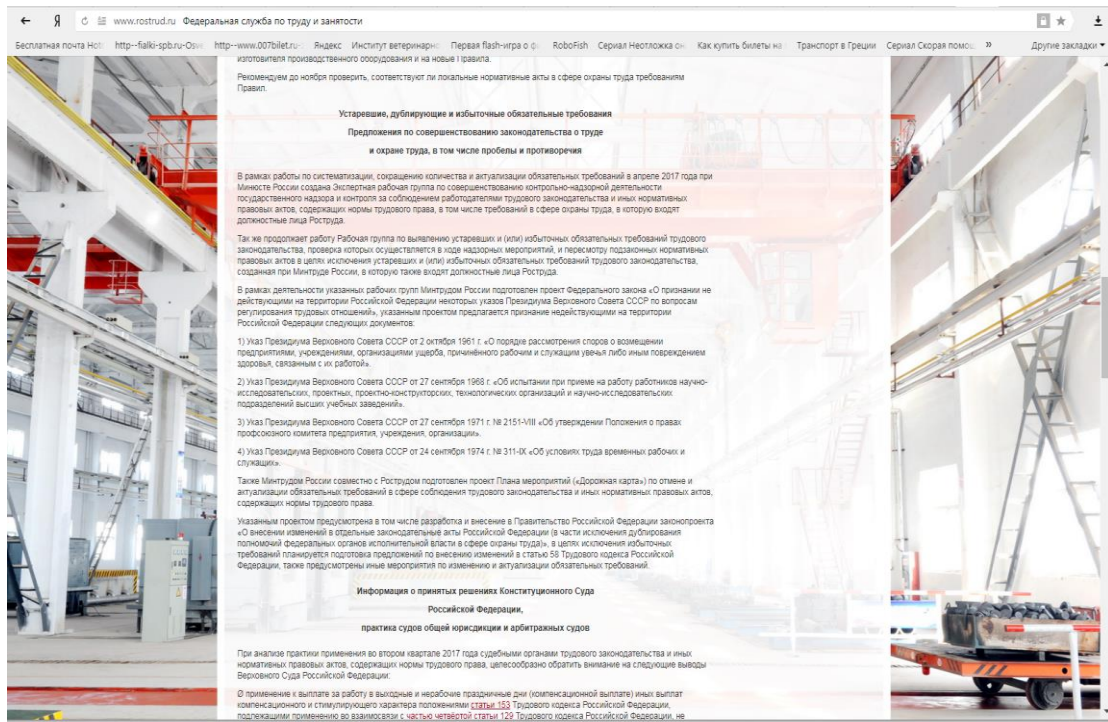 www.rostrud.ru Федеральная служба по труду и занятости
Бесплатная почта Hot http--fialki-spb.ru-Osve http--www.007bilet.ru- Яндекс Институт ветеринарно Первая flash-игра о ф RoboFish Сериал Неотложка он Как купить билеты на Транспорт в Греции Сериал Скорая помощ » Другие закладки
изготовителя производственного оборудования и на новые Правила.
Рекомендуем до ноября проверить, соответствуют ли локальные нормативные акты в сфере охраны труда требованиям
Правил.
Устаревшие, дублирующие и избыточные обязательные требования
Предложения по совершенствованию законодательства о труде
и охране труда, в том числе пробелы и противоречия
В рамках работы по систематизации, сокращению количества и актуализации обязательных требований в апреле 2017 года при
Минюсте России создана Экспертная рабочая группа по совершенствованию контрольно-надзорной деятельности
государственного надзора и контроля за соблюдением работодателями трудового законодательства и иных нормативных
правовых актов, содержащих нормы трудового права, в том числе требований в сфере охраны труда, в которую входят
должностные лица Роструда.
Так же продолжает работу Рабочая группа по выявлению устаревших и (или) избыточных обязательных требований трудового
законодательства, проверка которых осуществляется в ходе надзорных мероприятий, и пересмотру подзаконных нормативных
правовых актов в целях исключения устаревших и (или) избыточных обязательных требований трудового законодательства,
созданная при Минтруде России, в которую также входят должностные лица Роструда.
В рамках деятельности указанных рабочих групп Минтрудом России подготовлен проект Федерального закона «О признании не
действующими на территории Российской Федерации некоторых указов Президиума Верховного Совета СССР по вопросам
регулирования трудовых отношений», указанным проектом предлагается признание недействующими на территории
Российской Федерации следующих документов:
1) Указ Президиума Верховного Совета СССР от 2 октября 1961 г. «О порядке рассмотрения споров о возмещении
предприятиями, учреждениями, организациями ущерба, причинённого рабочим и служащим увечья либо иным повреждением
здоровья, связанным с их работой».
2) Указ Президиума Верховного Совета СССР от 27 сентября 1968 г. «Об испытании при приеме на работу работников научно-
исследовательских, проектных, проектно-конструкторских, технологических организаций и научно-исследовательских
подразделений высших учебных заведений».
3) Указ Президиума Верховного Совета СССР от 27 сентября 1971 г. № 2151-VIII «Об утверждении Положения о правах
профсоюзного комитета предприятия, учреждения, организации».
4) Указ Президиума Верховного Совета СССР от 24 сентября 1974 г. № 311-IX «Об условиях труда временных рабочих и
служащих».
Также Минтрудом России совместно с Рострудом подготовлен проект Плана мероприятий («Дорожная карта») по отмене и
актуализации обязательных требований в сфере соблюдения трудового законодательства и иных нормативных правовых актов,
содержащих нормы трудового права.
Указанным проектом предусмотрена в том числе разработка и внесение в Правительство Российской Федерации законопроекта
«О внесении изменений в отдельные законодательные акты Российской Федерации (в части исключения дублирования
полномочий федеральных органов исполнительной власти в сфере охраны труда)», в целях исключения избыточных
требований планируется подготовка предложений по внесению изменений в статью 58 Трудового кодекса Российской
Федерации, также предусмотрены иные мероприятия по изменению и актуализации обязательных требований.
Информация о принятых решениях Конституционного Суда
Российской Федерации,
практика судов общей юрисдикции и арбитражных судов
При анализе практики применения во втором квартале 2017 года судебными органами трудового законодательства и иных
нормативных правовых актов, содержащих нормы трудового права, целесообразно обратить внимание на следующие выводы
Верховного Суда Российской Федерации:
Ø применение к выплате за работу в выходные и нерабочие праздничные дни (компенсационной выплате) иных выплат
компенсационного и стимулирующего характера положениями статьи 153 Трудового кодекса Российской Федерации,
подлежащими применению во взаимосвязи с частью четвёртой статьи 129 Трудового кодекса Российской Федерации, не